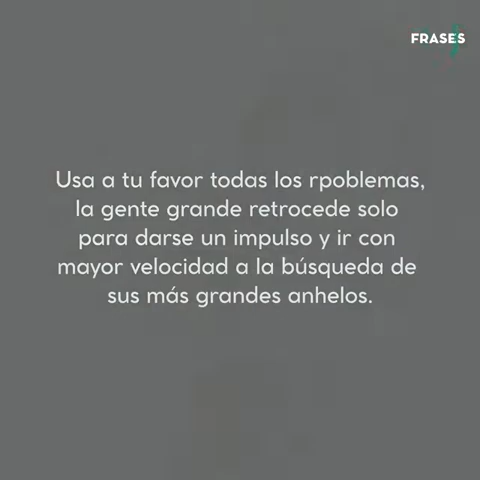 FRASES
Usa a tu favor todas los rpoblemas,
la gente grande retrocede solo
para darse un impulso y ir con
mayor velocidad a la búsqueda de
sus más grandes anhelos.